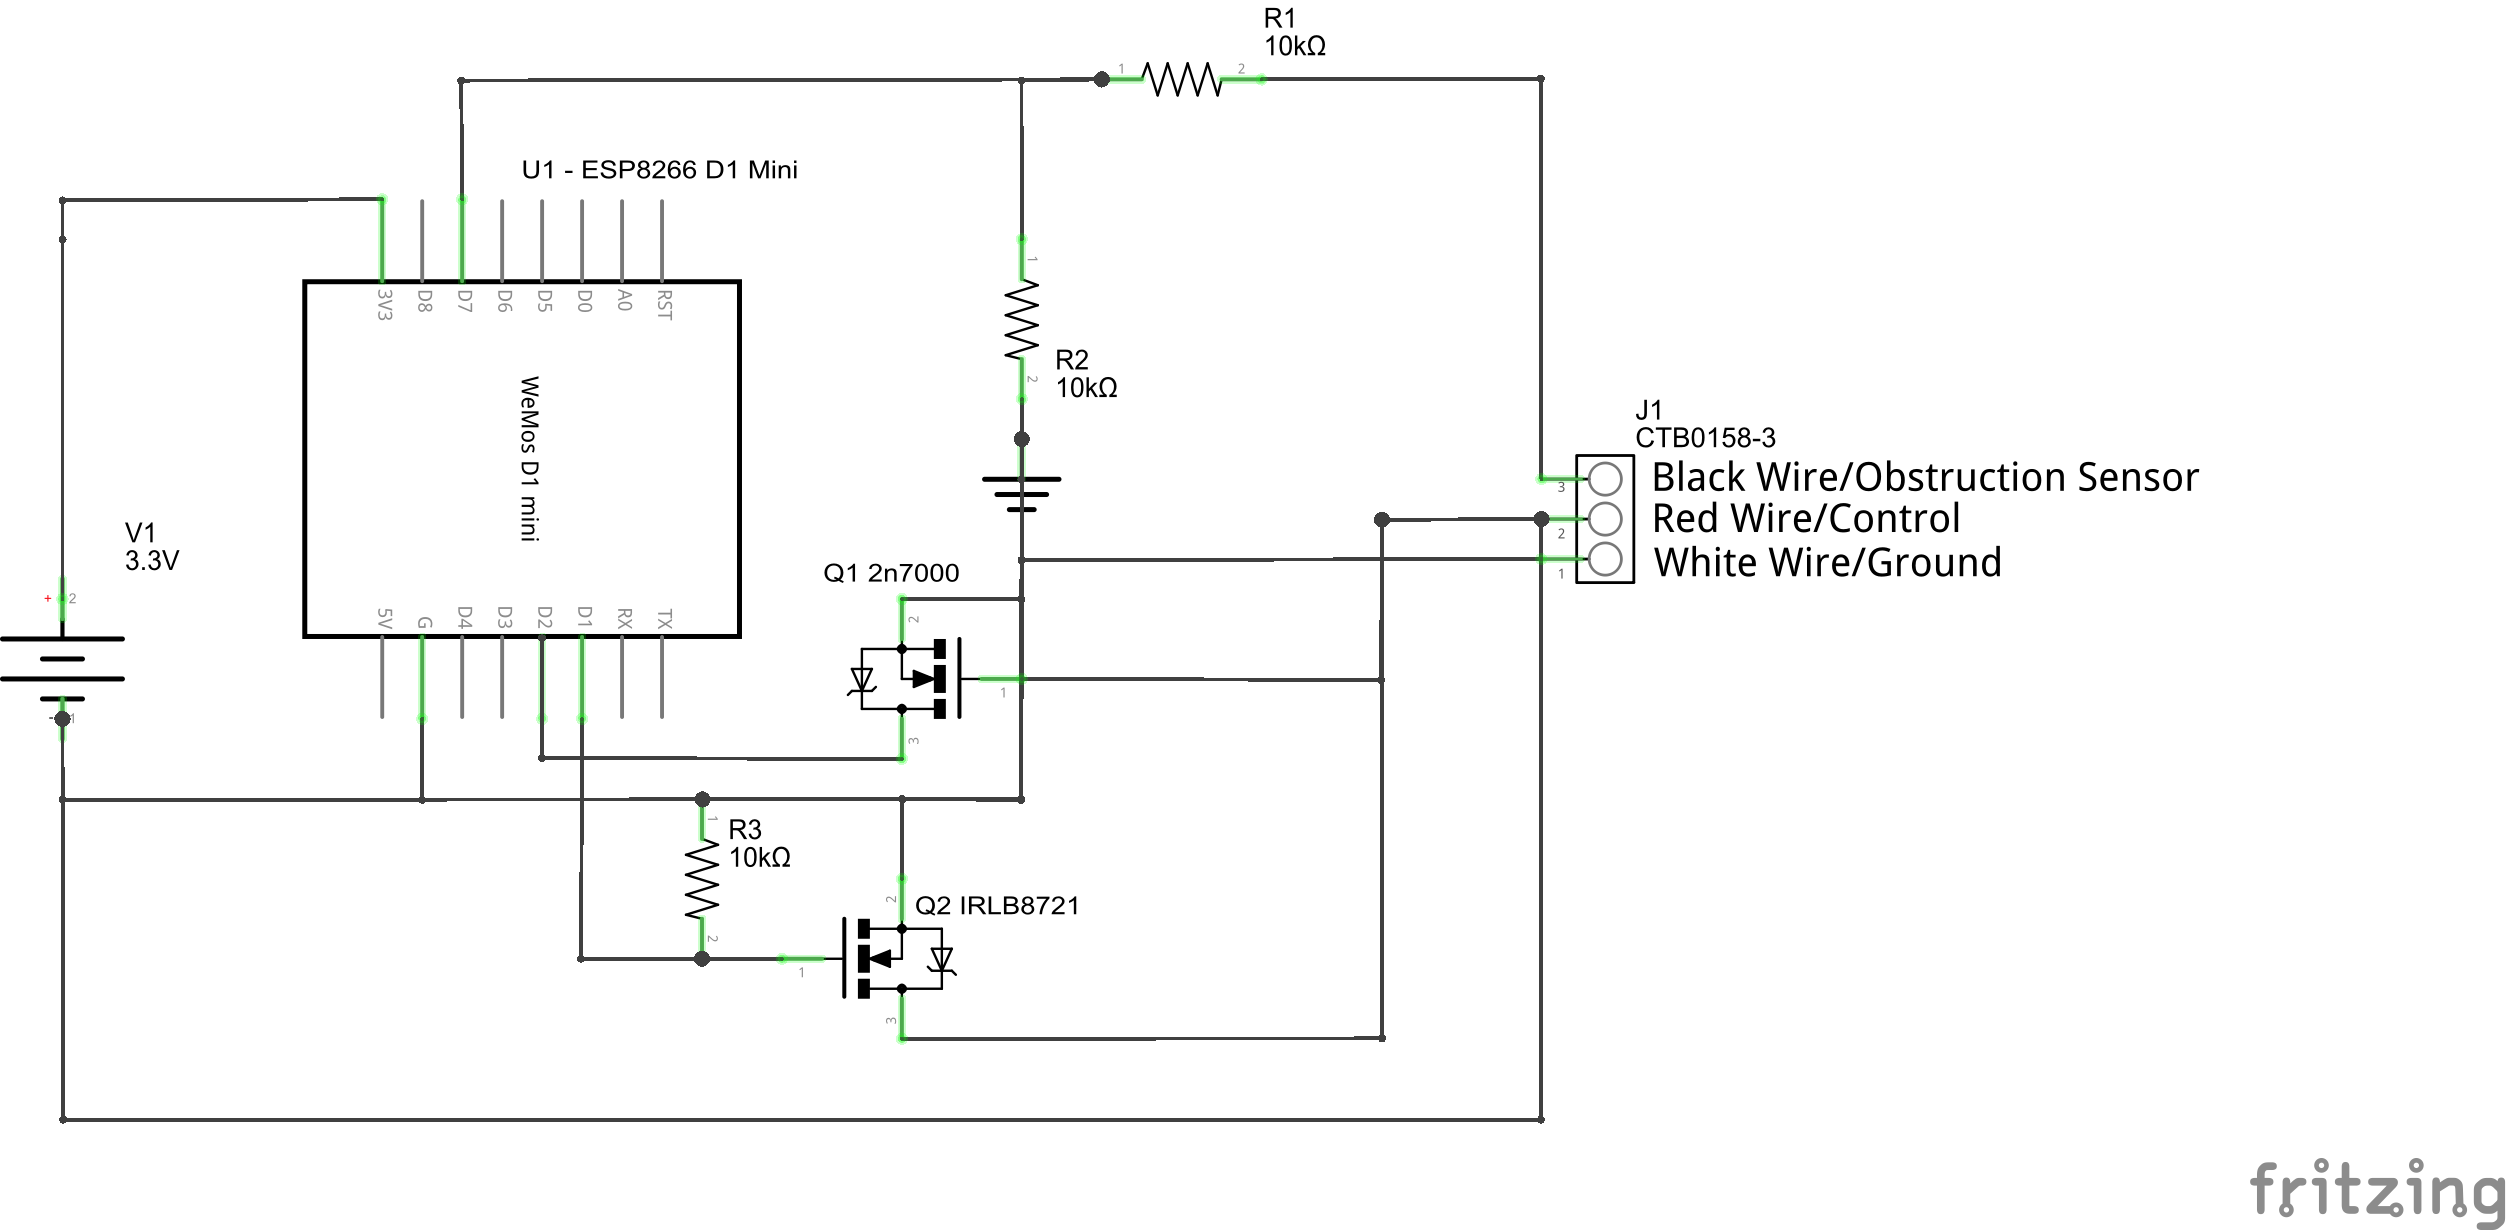 R1
10kΩ
1
2
U1 - ESP8266 D1 Mini
3V3
D8
D7
D6
D5
D0
A0
RST
WeMos D1 mini
1
2
R2
10kΩ
J1
CTB0158-3
3
Black Wire/Obstruction Sensor
2
Red Wire/Control
1
White Wire/Ground
V1
3.3V
+
2
-
1
5V
G
D4
D3
D2
D1
RX
TX
Q1 2n7000
2
1
3
1
R3
10kΩ
2
2
Q2 IRLB8721
1
3
fritzing